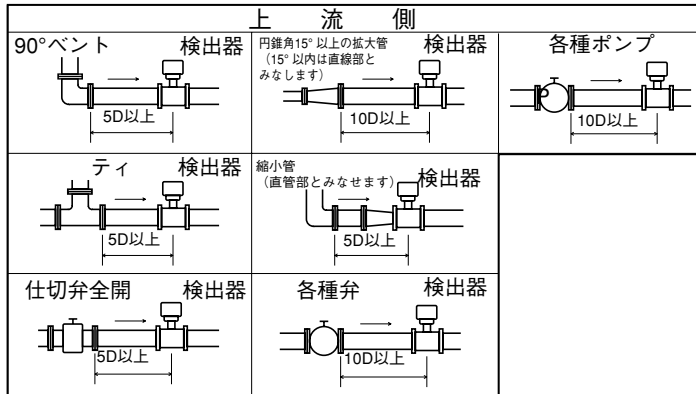 上流側
90°ベント 検出器
5D以上
円錐角15°以上の拡大管
（15°以内は直線部と
みなします）
検出器
10D以上
各種ポンプ
10D以上
ティ 検出器
5D以上
縮小管
（直管部とみなせます）
検出器
5D以上
仕切弁全開 検出器
5D以上
各種弁 検出器
10D以上